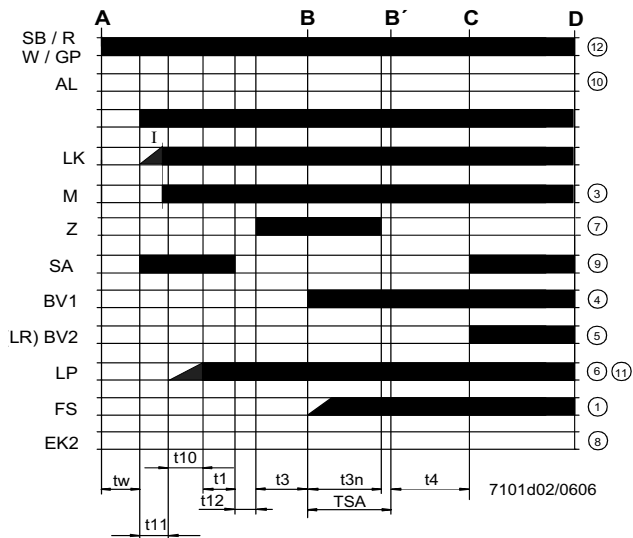 A B B´ C D
SB / R
W / GP
12
AL
10
I
LK
M
3
Z
7
SA
9
BV1
4
LR) BV2
5
LP
6 11
FS
1
EK2
8
t10
tw t1 t3 t3n t4
7101d02/0606
t12 TSA
t11